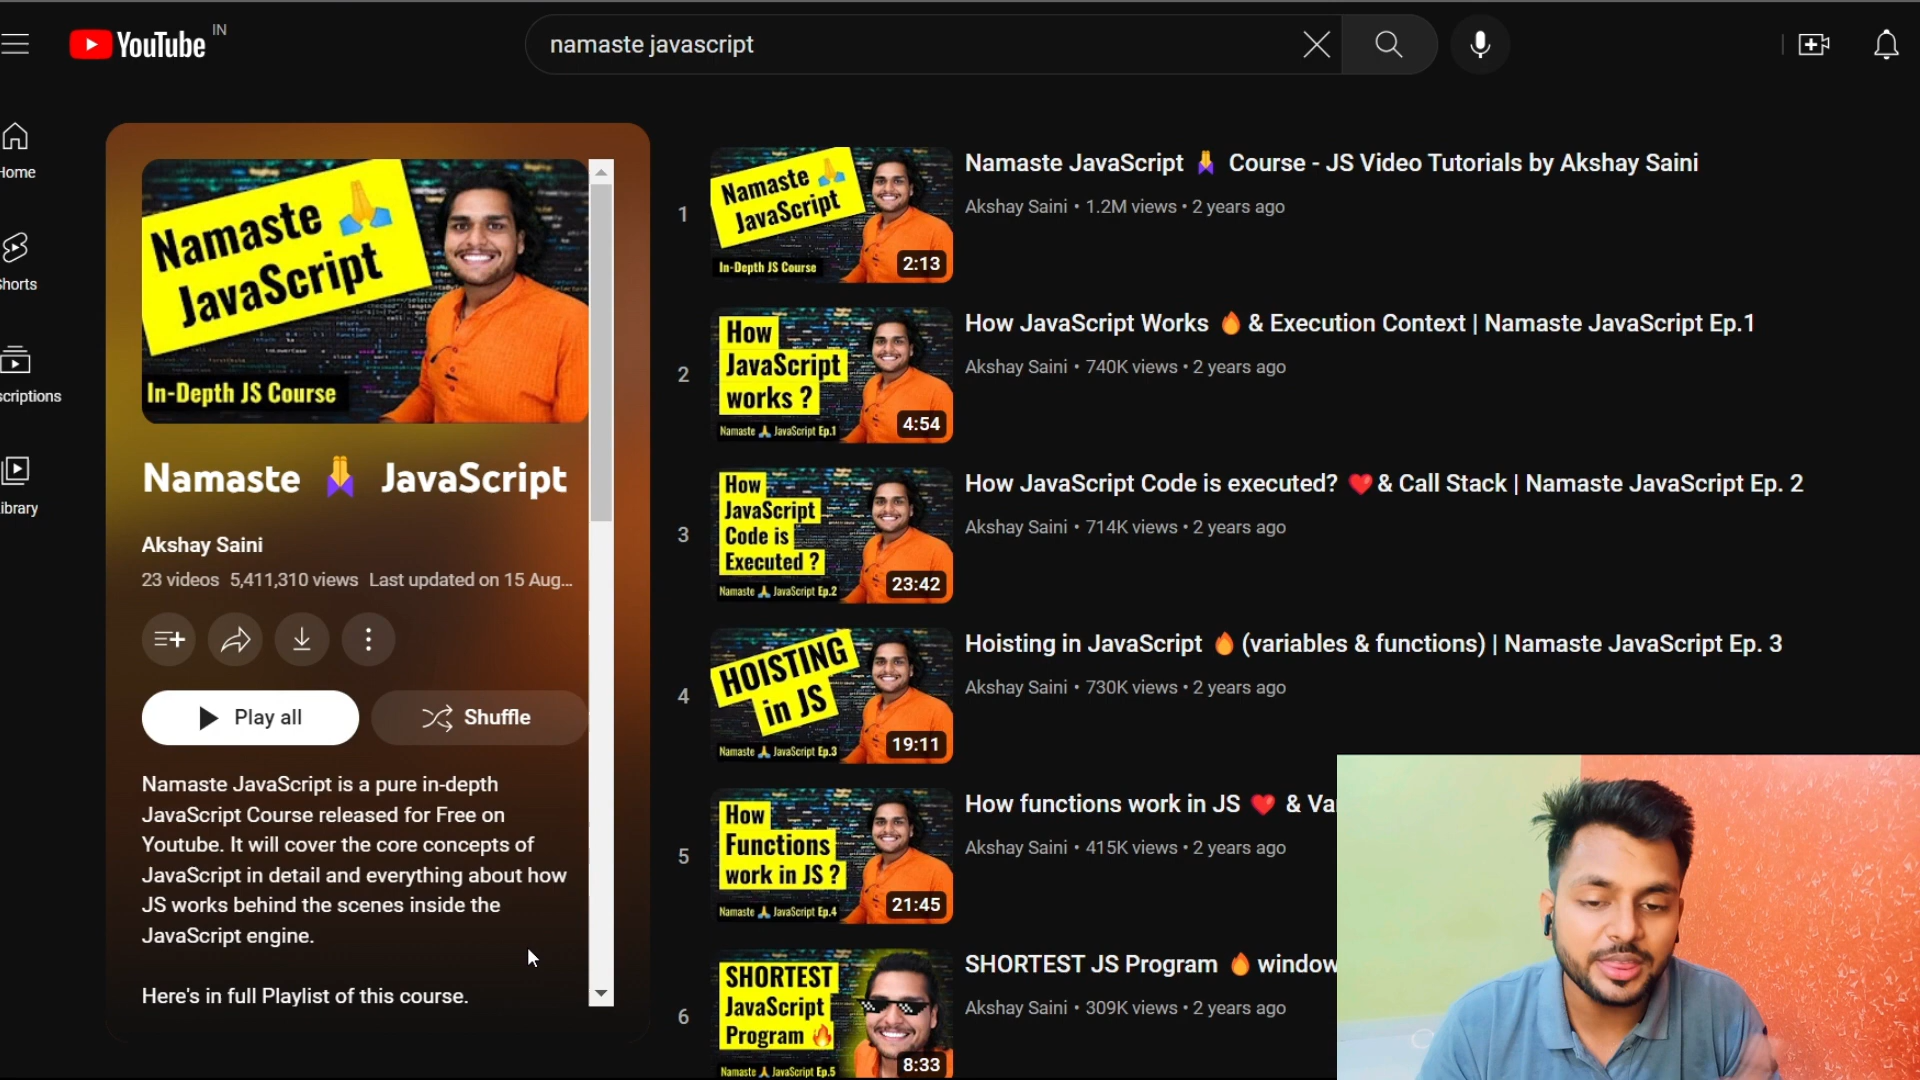 YouTube IN
namaste javascript
Home
Shorts
scriptions
ibrary
Namaste 🙏
JavaScript
In-Depth JS Course
Namaste 🙏 JavaScript
Akshay Saini
23 videos 5,411,310 views Last updated on 15 Aug...
Play all
Shuffle
Namaste JavaScript is a pure in-depth
JavaScript Course released for Free on
Youtube. It will cover the core concepts of
JavaScript in detail and everything about how
JS works behind the scenes inside the
JavaScript engine.
Here's in full Playlist of this course.
1
Namaste 🙏
JavaScript
In-Depth JS Course
2:13
Namaste JavaScript 🙏 Course - JS Video Tutorials by Akshay Saini
Akshay Saini • 1.2M views • 2 years ago
2
How
JavaScript
works ?
Namaste 🙏 JavaScript Ep.1
4:54
How JavaScript Works 🔥 & Execution Context | Namaste JavaScript Ep.1
Akshay Saini • 740K views • 2 years ago
3
How
JavaScript
Code is
Executed ?
Namaste 🙏 JavaScript Ep.2
23:42
How JavaScript Code is executed? ❤️& Call Stack | Namaste JavaScript Ep. 2
Akshay Saini • 714K views • 2 years ago
4
HOISTING
in JS
Namaste 🙏 JavaScript Ep.3
19:11
Hoisting in JavaScript 🔥 (variables & functions) | Namaste JavaScript Ep. 3
Akshay Saini • 730K views • 2 years ago
5
How
Functions
work in JS ?
Namaste 🙏 JavaScript Ep.4
21:45
How functions work in JS ❤️ & Va
Akshay Saini • 415K views • 2 years ago
6
SHORTEST
JavaScript
Program 🔥
Namaste 🙏 JavaScript Ep.5
8:33
SHORTEST JS Program 🔥 window
Akshay Saini • 309K views • 2 years ago